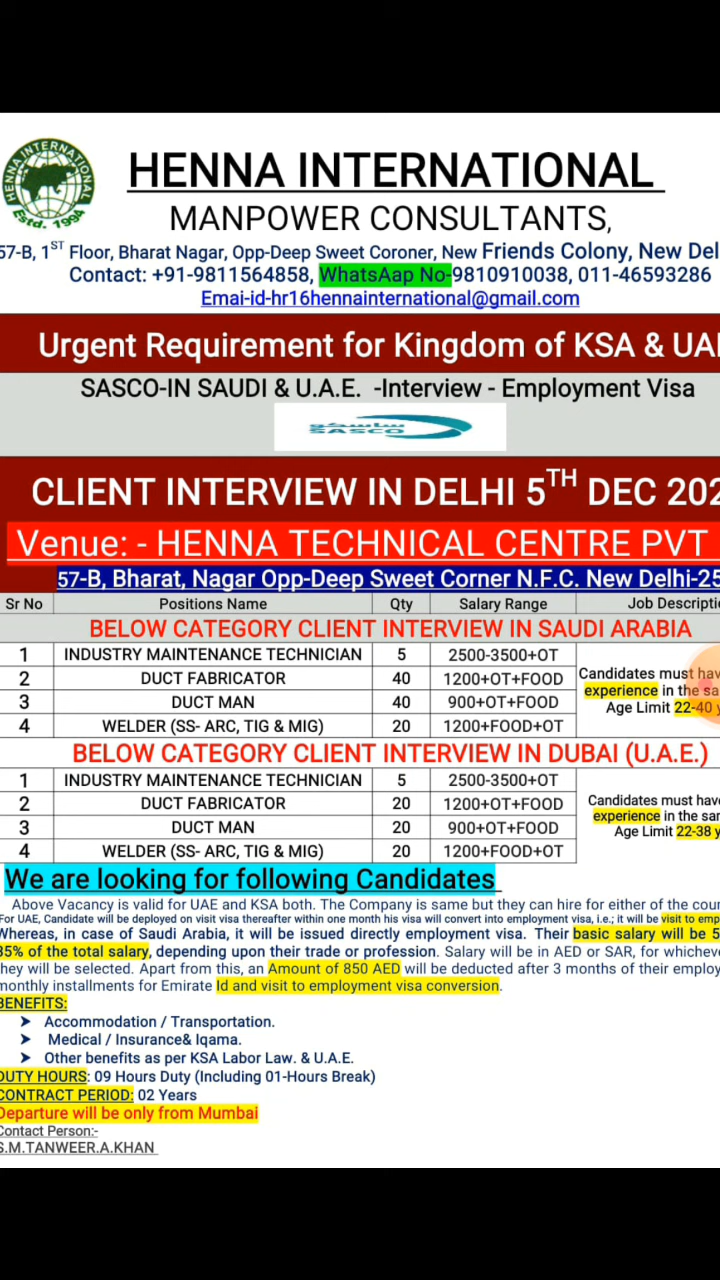 HENNA INTERNATIONAL
Estd. 1994
HENNA INTERNATIONAL
MANPOWER CONSULTANTS,
57-B, 1ST Floor, Bharat Nagar, Opp-Deep Sweet Coroner, New Friends Colony, New Del
Contact: +91-9811564858, WhatsAap No-9810910038, 011-46593286
Emai-id-hr16hennainternational@gmail.com
Urgent Requirement for Kingdom of KSA & UA
SASCO-IN SAUDI & U.A.E. -Interview - Employment Visa
ساسكو
SASCO
CLIENT INTERVIEW IN DELHI 5TH DEC 202
Venue: - HENNA TECHNICAL CENTRE PVT
57-B, Bharat, Nagar Opp-Deep Sweet Corner N.F.C. New Delhi-25
Sr No Positions Name Qty Salary Range Job Descripti
BELOW CATEGORY CLIENT INTERVIEW IN SAUDI ARABIA
1 INDUSTRY MAINTENANCE TECHNICIAN 5 2500-3500+OT
2 DUCT FABRICATOR 40 1200+OT+FOOD
3 DUCT MAN 40 900+OT+FOOD
4 WELDER (SS- ARC, TIG & MIG) 20 1200+FOOD+OT
Candidates must hav
experience in the sa
Age Limit 22-40 y
BELOW CATEGORY CLIENT INTERVIEW IN DUBAI (U.A.E.)
1 INDUSTRY MAINTENANCE TECHNICIAN 5 2500-3500+OT
2 DUCT FABRICATOR 20 1200+OT+FOOD
3 DUCT MAN 20 900+OT+FOOD
4 WELDER (SS- ARC, TIG & MIG) 20 1200+FOOD+OT
Candidates must have
experience in the sam
Age Limit 22-38 y
We are looking for following Candidates
Above Vacancy is valid for UAE and KSA both. The Company is same but they can hire for either of the coun
For UAE, Candidate will be deployed on visit visa thereafter within one month his visa will convert into employment visa, i.e.; it will be visit to emp
Whereas, in case of Saudi Arabia, it will be issued directly employment visa. Their basic salary will be 5
35% of the total salary, depending upon their trade or profession. Salary will be in AED or SAR, for whicheve
they will be selected. Apart from this, an Amount of 850 AED will be deducted after 3 months of their employ
monthly installments for Emirate Id and visit to employment visa conversion.
BENEFITS:
➤ Accommodation / Transportation.
➤ Medical / Insurance& Iqama.
➤ Other benefits as per KSA Labor Law. & U.A.E.
DUTY HOURS: 09 Hours Duty (Including 01-Hours Break)
CONTRACT PERIOD: 02 Years
Departure will be only from Mumbai
Contact Person:-
S.M.TANWEER.A.KHAN